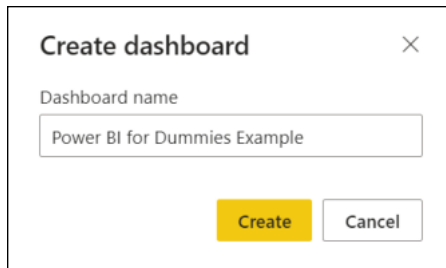 Create dashboard
Dashboard name
Power BI for Dummies Example
Create Cancel